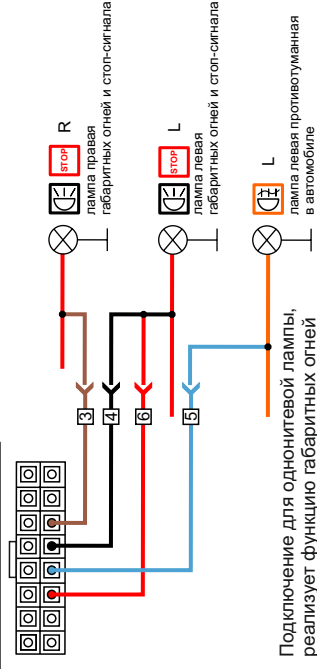 STOP
R
лампа правая
габаритных огней и стоп-сигнала
STOP
L
лампа левая
габаритных огней и стоп-сигнала
L
лампа левая противотуманная
в автомобиле
3
4
6
5
Подключение для однонитевой лампы,
реализует функцию габаритных огней